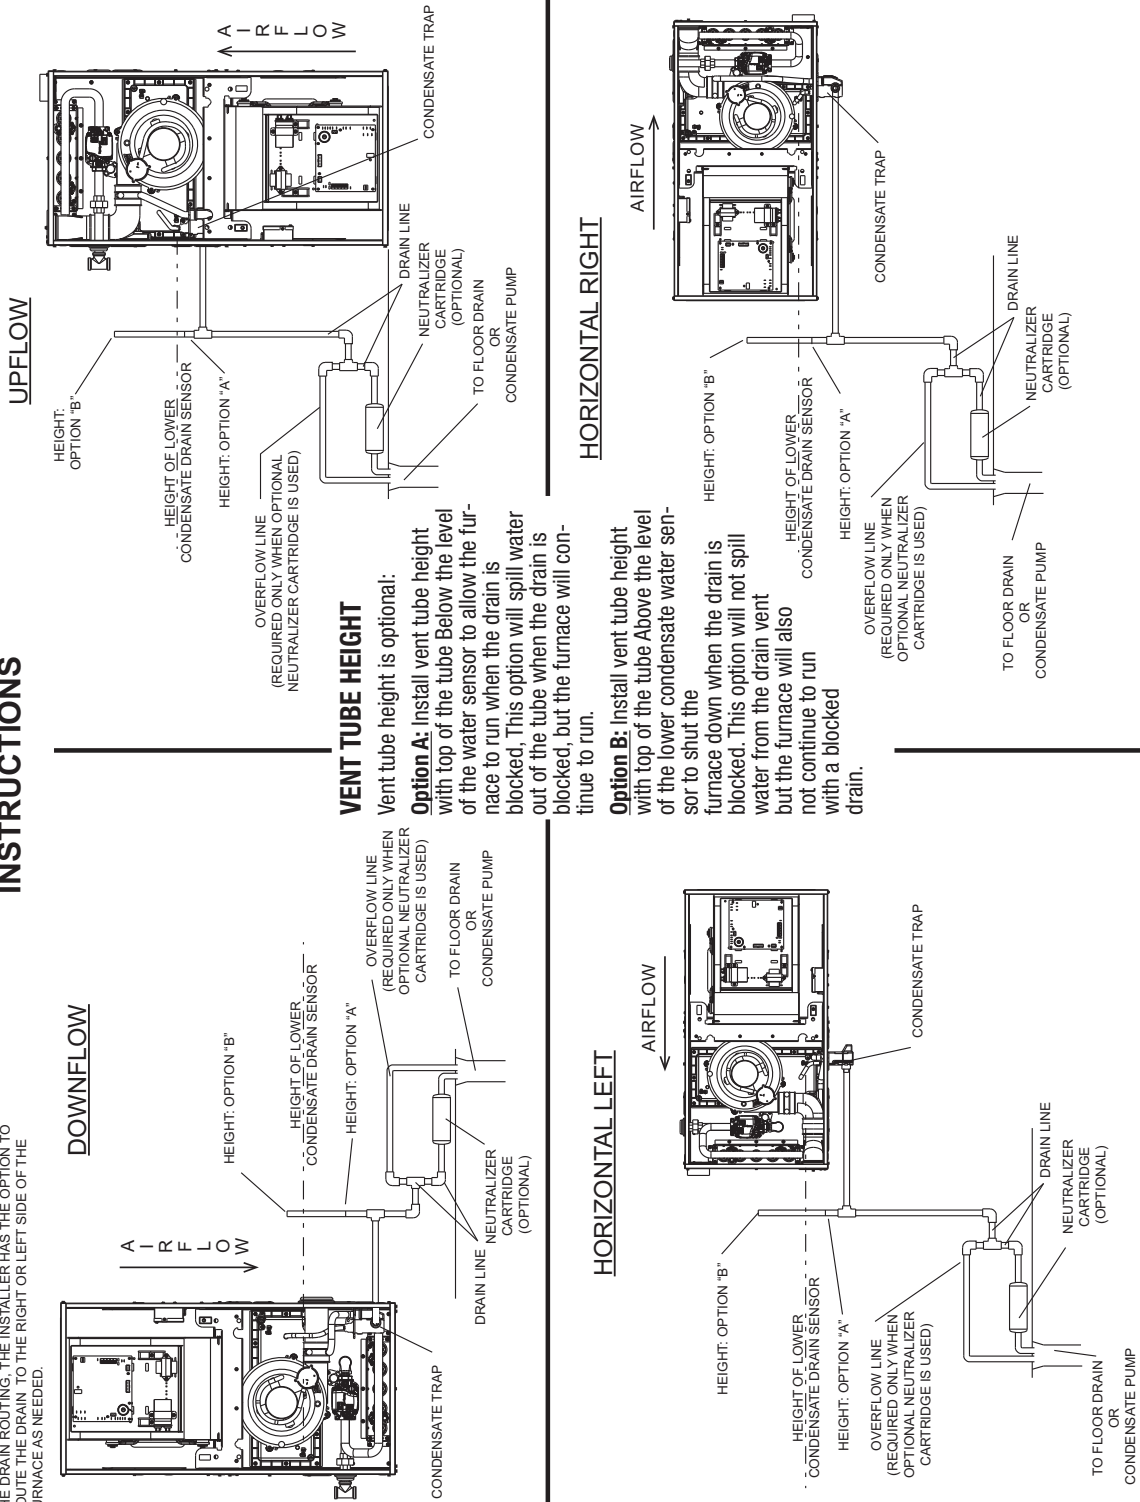 INSTRUCTIONS
THE DRAIN ROUTING, THE INSTALLER HAS THE OPTION TO
ROUTE THE DRAIN TO THE RIGHT OR LEFT SIDE OF THE
FURNACE AS NEEDED.
DOWNFLOW
AIRFLOW
HEIGHT: OPTION "B"
HEIGHT OF LOWER
CONDENSATE DRAIN SENSOR
HEIGHT: OPTION "A"
OVERFLOW LINE
(REQUIRED ONLY WHEN
OPTIONAL NEUTRALIZER
CARTRIDGE IS USED)
TO FLOOR DRAIN
OR
CONDENSATE PUMP
DRAIN LINE
NEUTRALIZER
CARTRIDGE
(OPTIONAL)
CONDENSATE TRAP
UPFLOW
AIRFLOW
HEIGHT:
OPTION "B"
HEIGHT OF LOWER
CONDENSATE DRAIN SENSOR
HEIGHT: OPTION "A"
OVERFLOW LINE
(REQUIRED ONLY WHEN OPTIONAL
NEUTRALIZER CARTRIDGE IS USED)
CONDENSATE TRAP
DRAIN LINE
NEUTRALIZER
CARTRIDGE
(OPTIONAL)
TO FLOOR DRAIN
OR
CONDENSATE PUMP
VENT TUBE HEIGHT
Vent tube height is optional:
Option A: Install vent tube height
with top of the tube Below the level
of the water sensor to allow the fur-
nace to run when the drain is
blocked, This option will spill water
out of the tube when the drain is
blocked, but the furnace will con-
tinue to run.
Option B: Install vent tube height
with top of the tube Above the level
of the lower condensate water sen-
sor to shut the
furnace down when the drain is
blocked. This option will not spill
water from the drain vent
but the furnace will also
not continue to run
with a blocked
drain.
HORIZONTAL LEFT
AIRFLOW
HEIGHT: OPTION "B"
HEIGHT OF LOWER
CONDENSATE DRAIN SENSOR
HEIGHT: OPTION "A"
OVERFLOW LINE
(REQUIRED ONLY WHEN
OPTIONAL NEUTRALIZER
CARTRIDGE IS USED)
CONDENSATE TRAP
DRAIN LINE
NEUTRALIZER
CARTRIDGE
(OPTIONAL)
TO FLOOR DRAIN
OR
CONDENSATE PUMP
HORIZONTAL RIGHT
AIRFLOW
HEIGHT: OPTION "B"
HEIGHT OF LOWER
CONDENSATE DRAIN SENSOR
HEIGHT: OPTION "A"
OVERFLOW LINE
(REQUIRED ONLY WHEN
OPTIONAL NEUTRALIZER
CARTRIDGE IS USED)
CONDENSATE TRAP
DRAIN LINE
NEUTRALIZER
CARTRIDGE
(OPTIONAL)
TO FLOOR DRAIN
OR
CONDENSATE PUMP